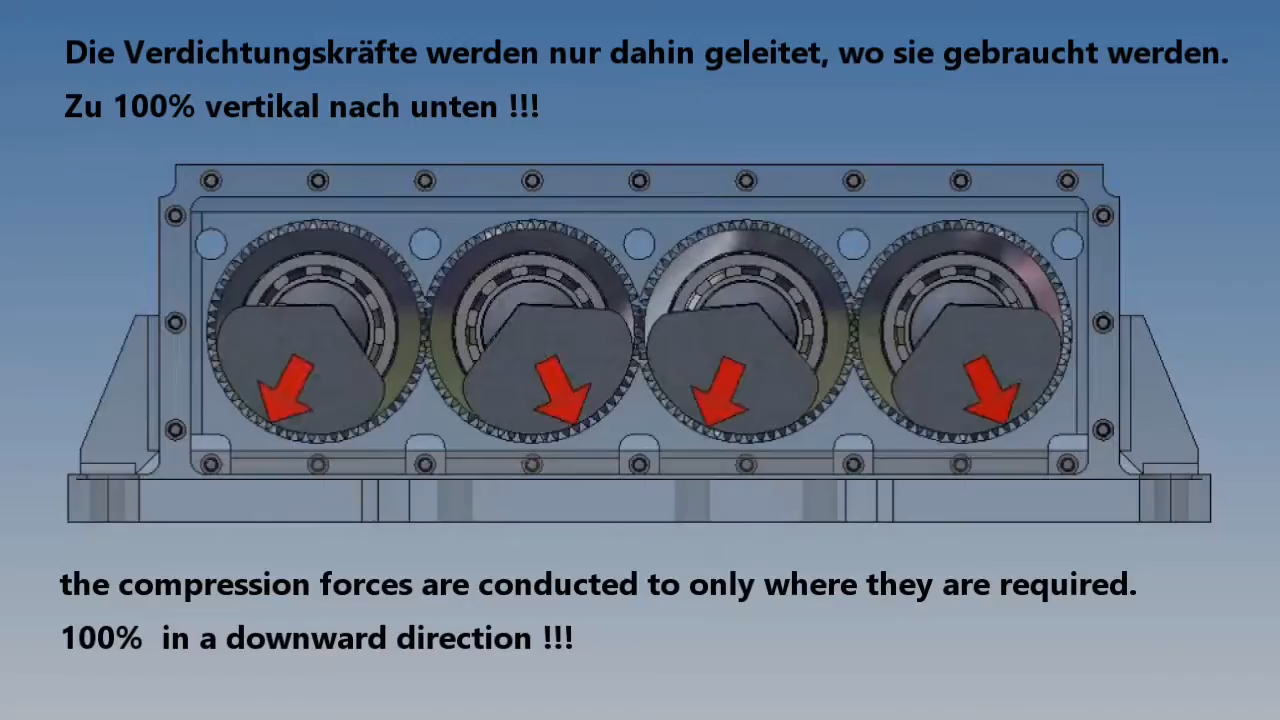 Die Verdichtungskräfte werden nur dahin geleitet, wo sie gebraucht werden.
Zu 100% vertikal nach unten !!!
the compression forces are conducted to only where they are required.
100%  in a downward direction !!!